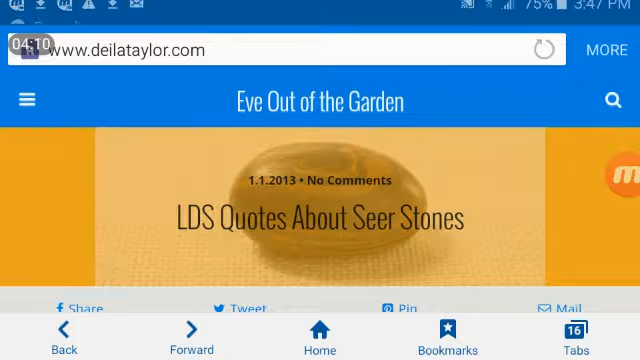 75% 3:47 PM
04:10
www.deilataylor.com
MORE
Eve Out of the Garden
1.1.2013 • No Comments
LDS Quotes About Seer Stones
Share Tweet Pin Mail
Back Forward Home Bookmarks 16 Tabs